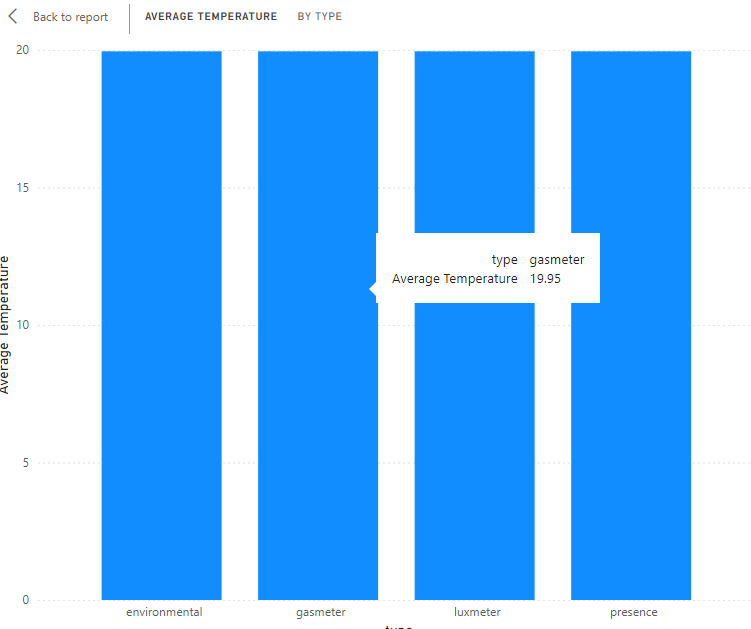 Back to report
AVERAGE TEMPERATURE BY TYPE
20
15
10
5
0
Average Temperature
type gasmeter
Average Temperature 19.95
environmental gasmeter luxmeter presence
type